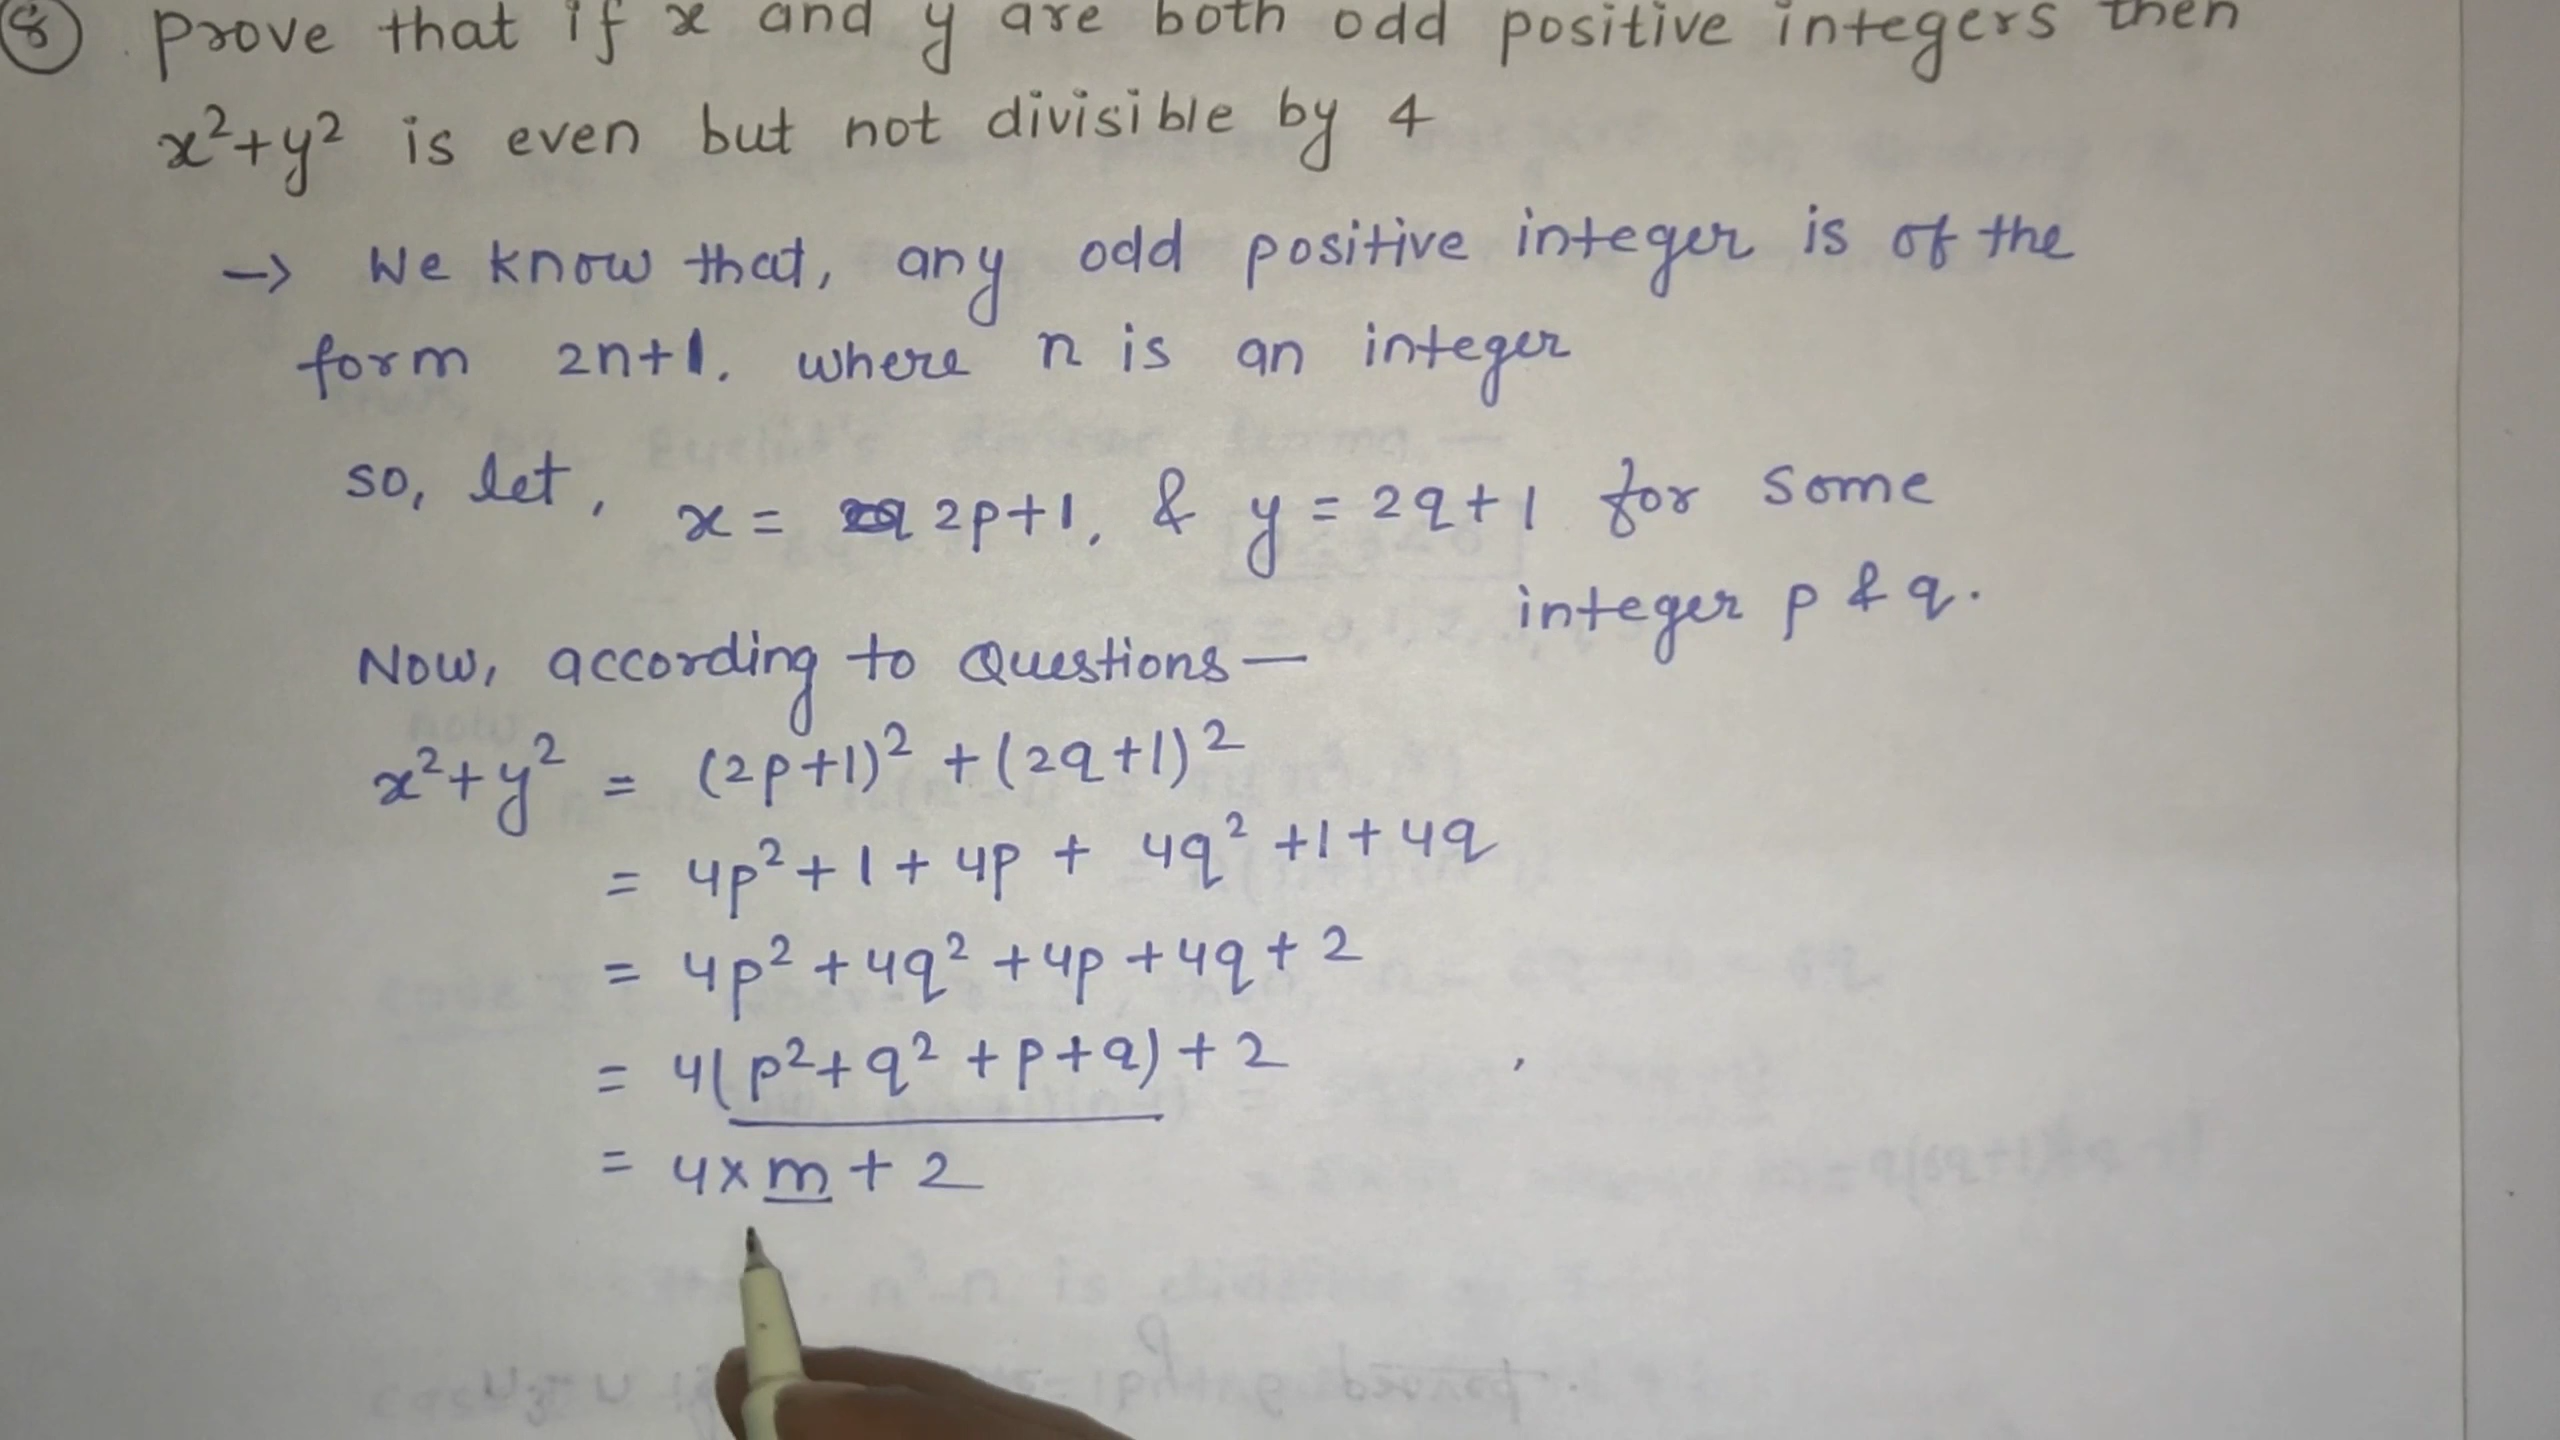 8 Prove that if x and y are both odd positive integers then
x²+y² is even but not divisible by 4
→ We know that, any odd positive integer is of the
form 2n+1. where n is an integer
so, let, x = 2p+1, & y = 2q+1 for some
integer p & q.
Now, according to Questions—
x²+y² = (2p+1)² + (2q+1)²
= 4p²+1+4p + 4q²+1+4q
= 4p²+4q²+4p+4q+2
= 4(p²+q²+p+q)+2
= 4×m+2